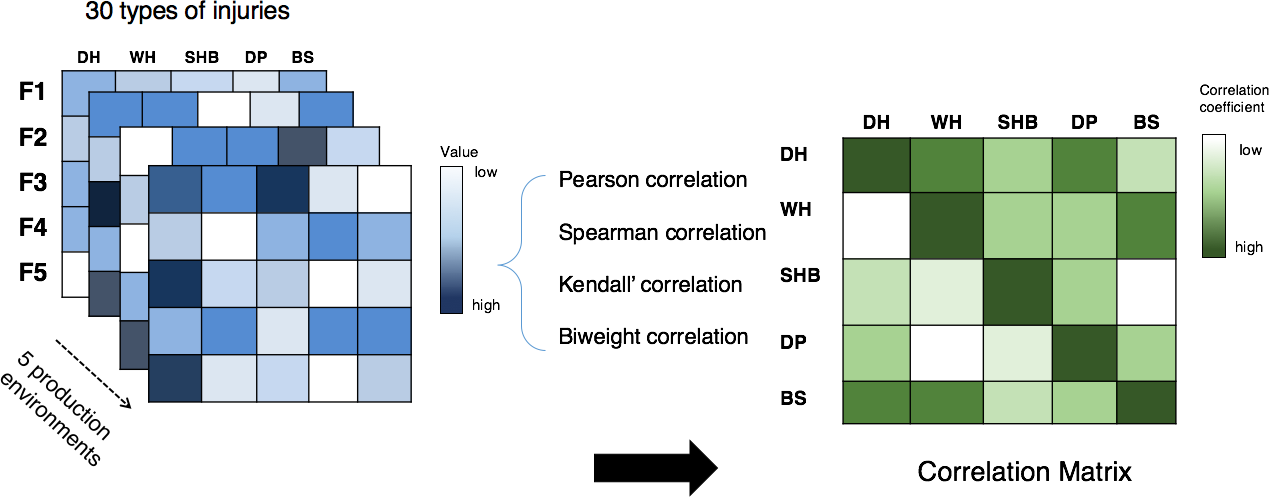 30 types of injuries
DH WH SHB DP BS
F1
F2
F3
F4
F5
5 production
environments
Value
low
high
Pearson correlation
Spearman correlation
Kendall’ correlation
Biweight correlation
DH WH SHB DP BS
DH
WH
SHB
DP
BS
Correlation Matrix
Correlation
coefficient
low
high